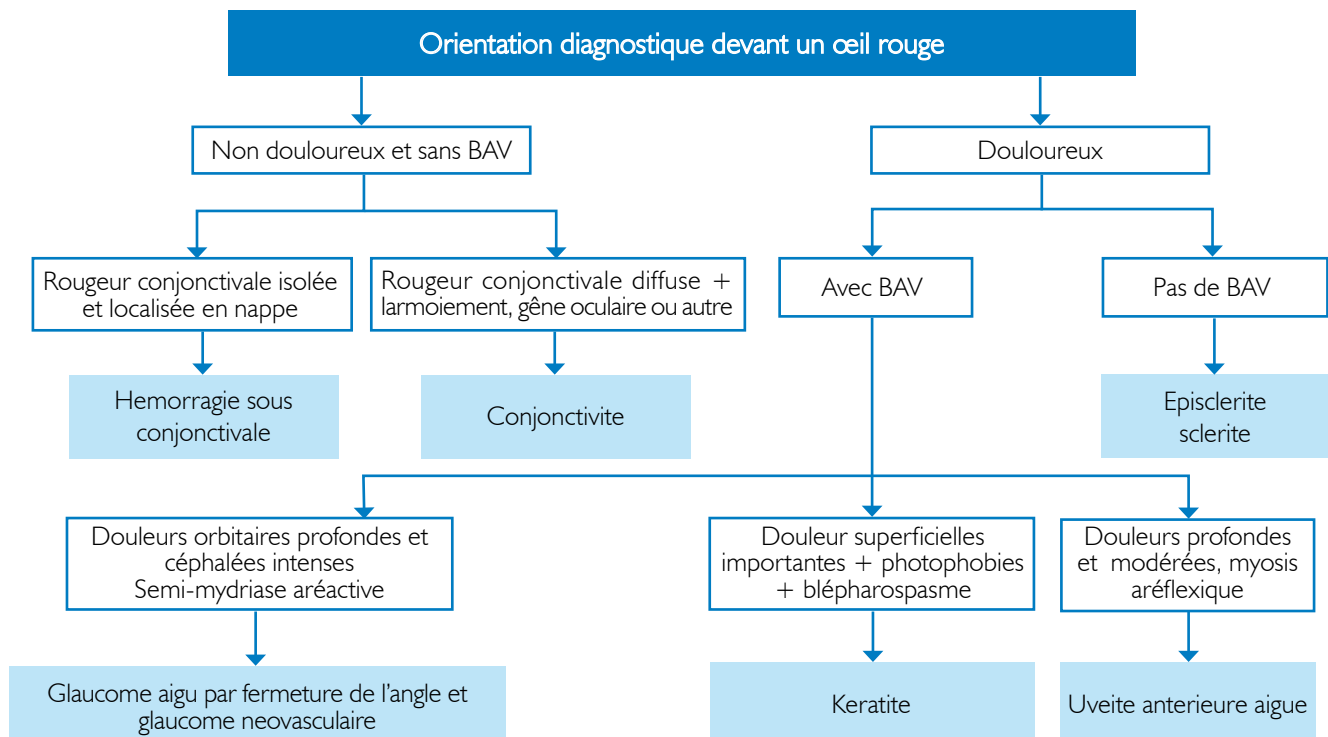 Orientation diagnostique devant un œil rouge
Non douloureux et sans BAV
Douloureux
Rougeur conjonctivale isolée
et localisée en nappe
Rougeur conjonctivale diffuse +
larmoiement, gêne oculaire ou autre
Avec BAV
Pas de BAV
Hemorragie sous
conjonctivale
Conjonctivite
Episclerite
sclerite
Douleurs orbitaires profondes et
céphalées intenses
Semi-mydriase aréactive
Douleur superficielles
importantes + photophobies
+ blépharospasme
Douleurs profondes
et modérées, myosis
aréflexique
Glaucome aigu par fermeture de l'angle et
glaucome neovasculaire
Keratite
Uveite anterieure aigue